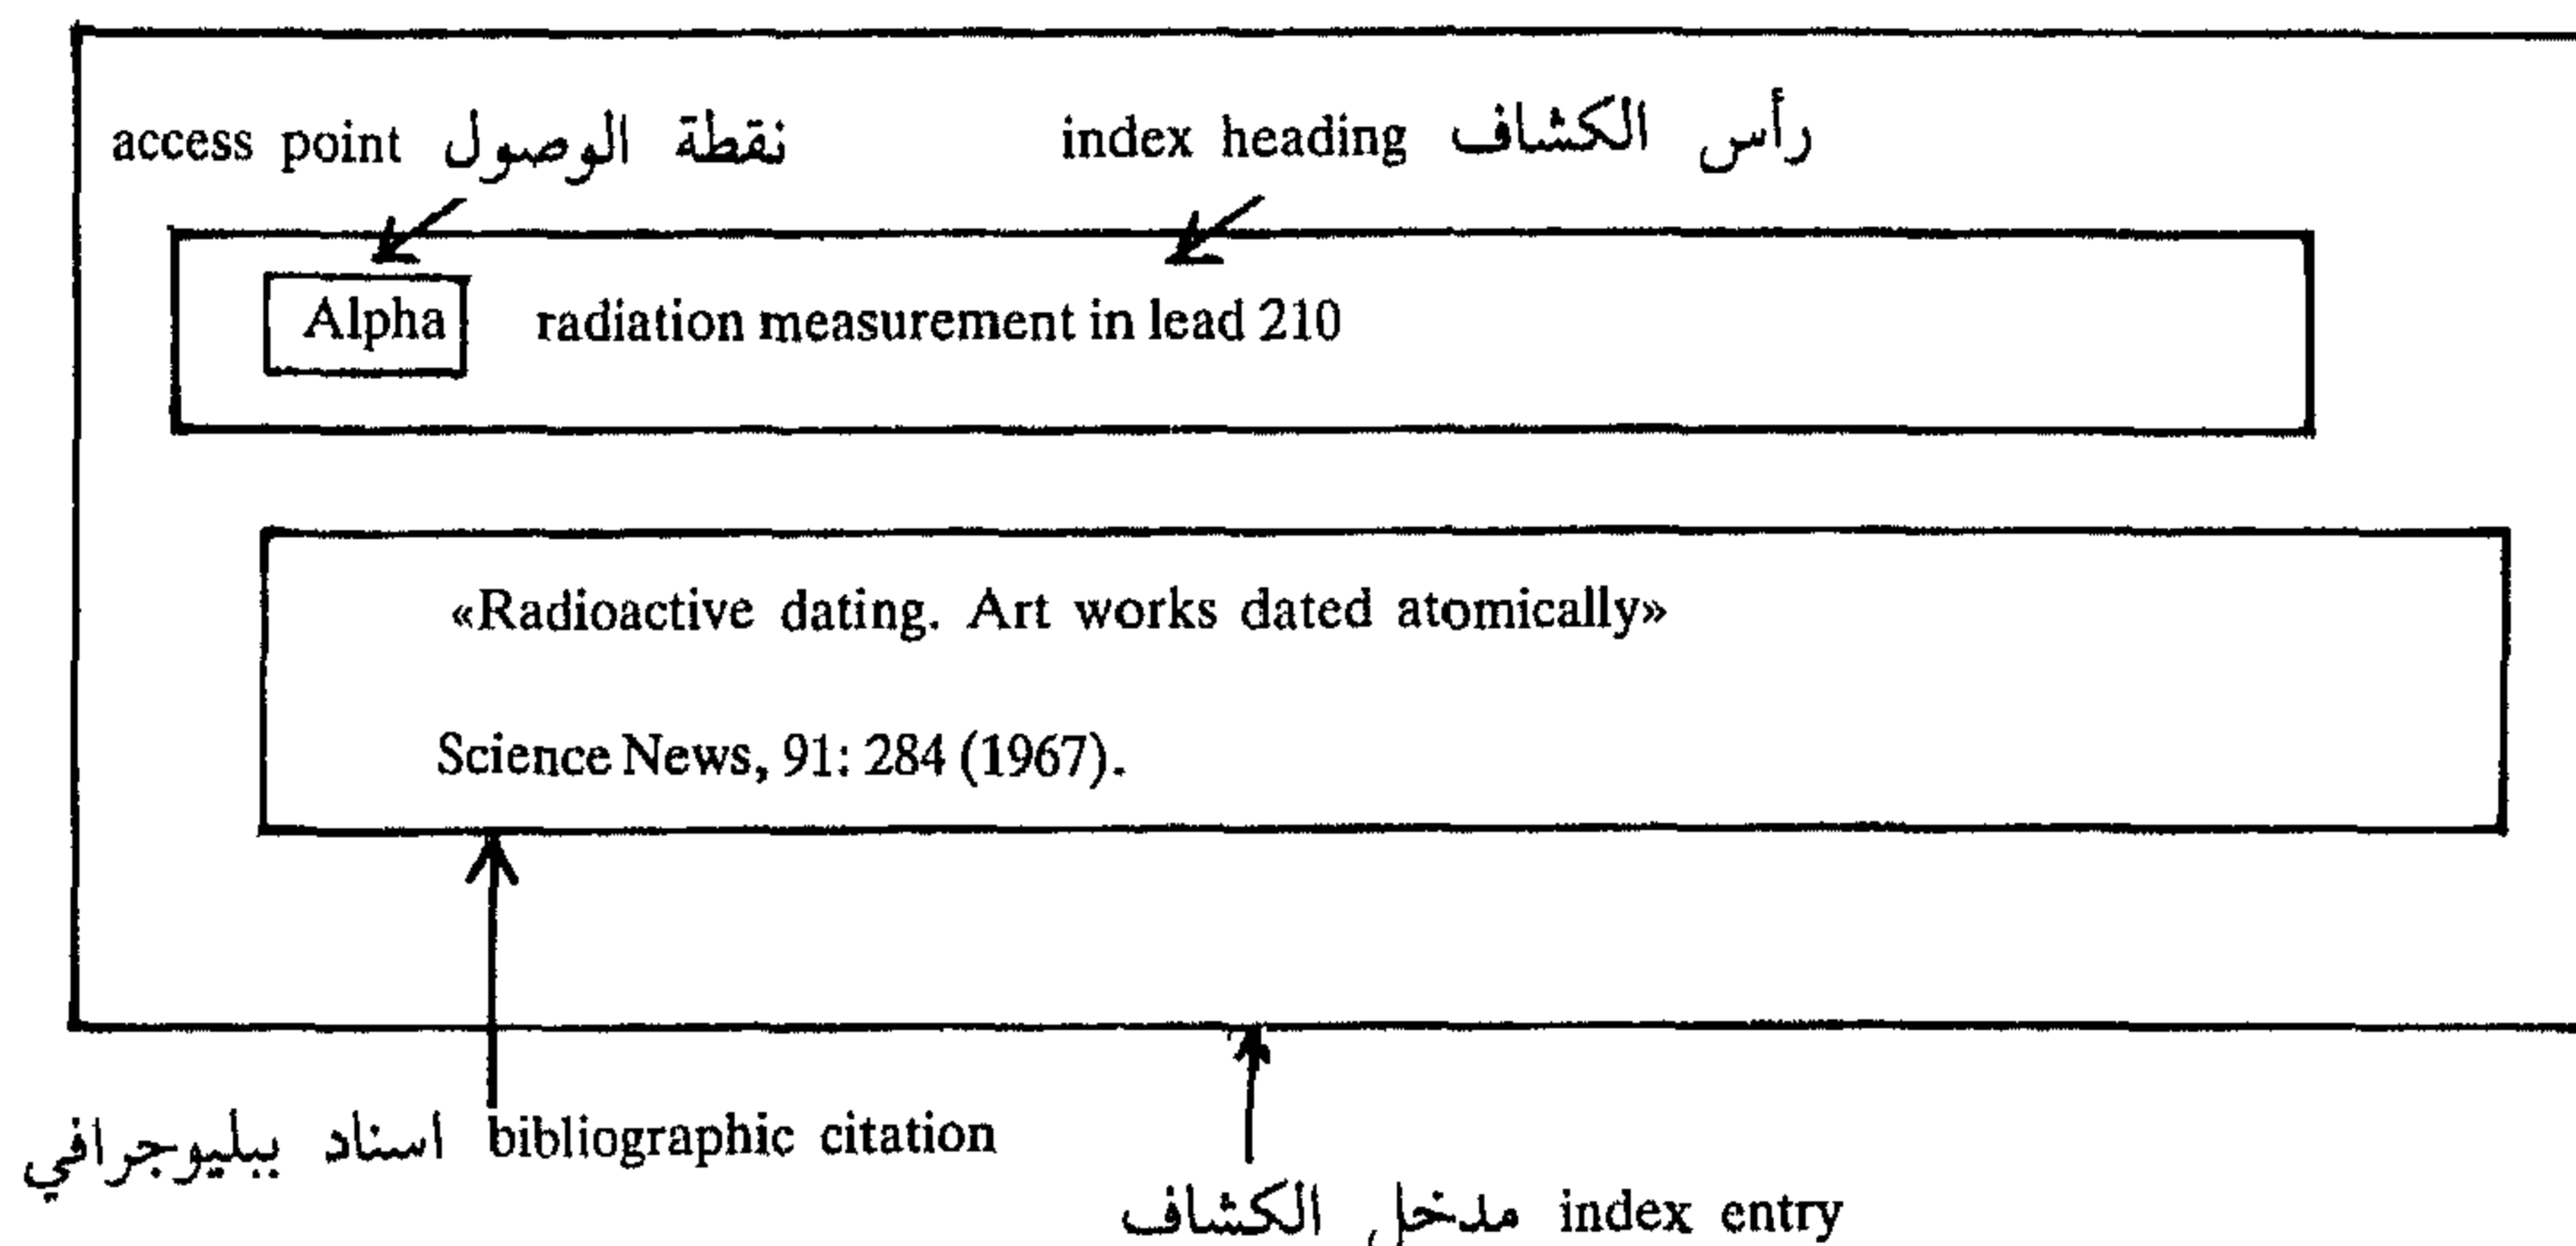 access point نقطة الوصول
index heading رأس الكشاف
Alpha radiation measurement in lead 210
«Radioactive dating. Art works dated atomically»
Science News, 91: 284 (1967).
اسناد ببليوجرافي bibliographic citation
مدخل الكشاف index entry